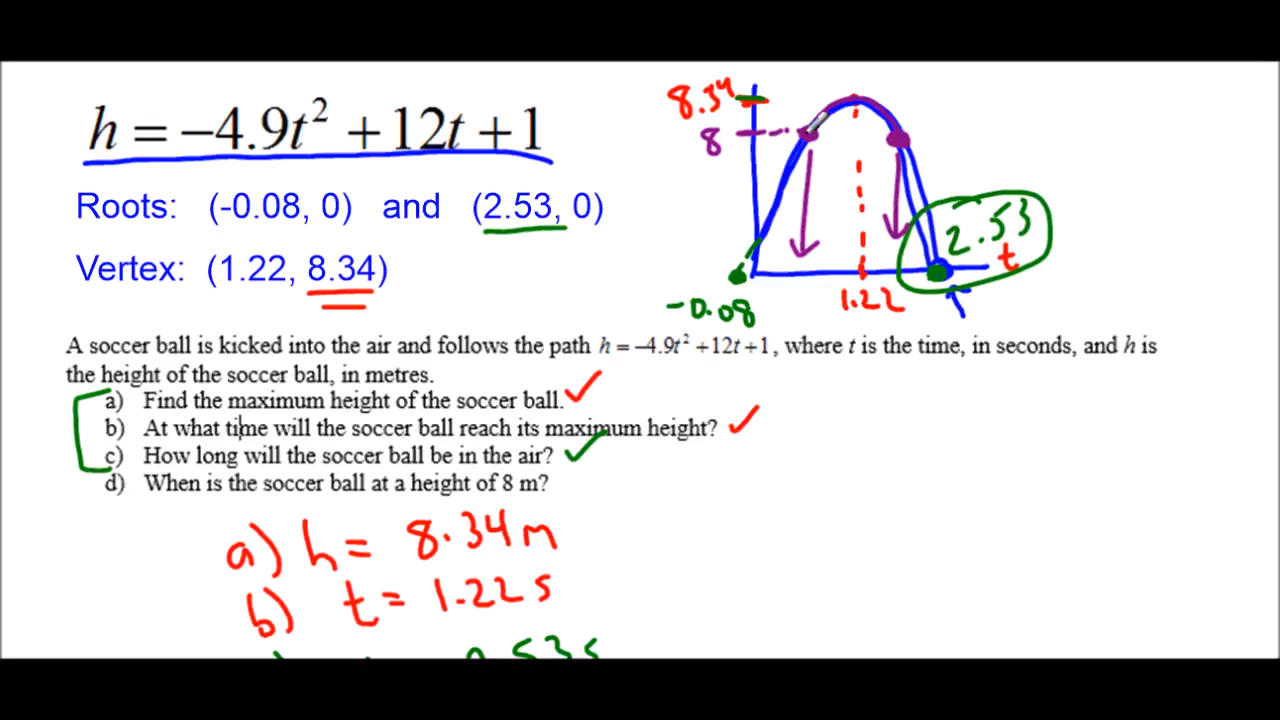 h = −4.9t² + 12t + 1
Roots: (-0.08, 0) and (2.53, 0)
Vertex: (1.22, 8.34)
8.34
8
2.53
t
-0.08
1.22
A soccer ball is kicked into the air and follows the path h = −4.9t² + 12t + 1, where t is the time, in seconds, and h is
the height of the soccer ball, in metres.
a) Find the maximum height of the soccer ball.
b) At what time will the soccer ball reach its maximum height?
c) How long will the soccer ball be in the air?
d) When is the soccer ball at a height of 8 m?
a) h = 8.34m
b) t = 1.22s